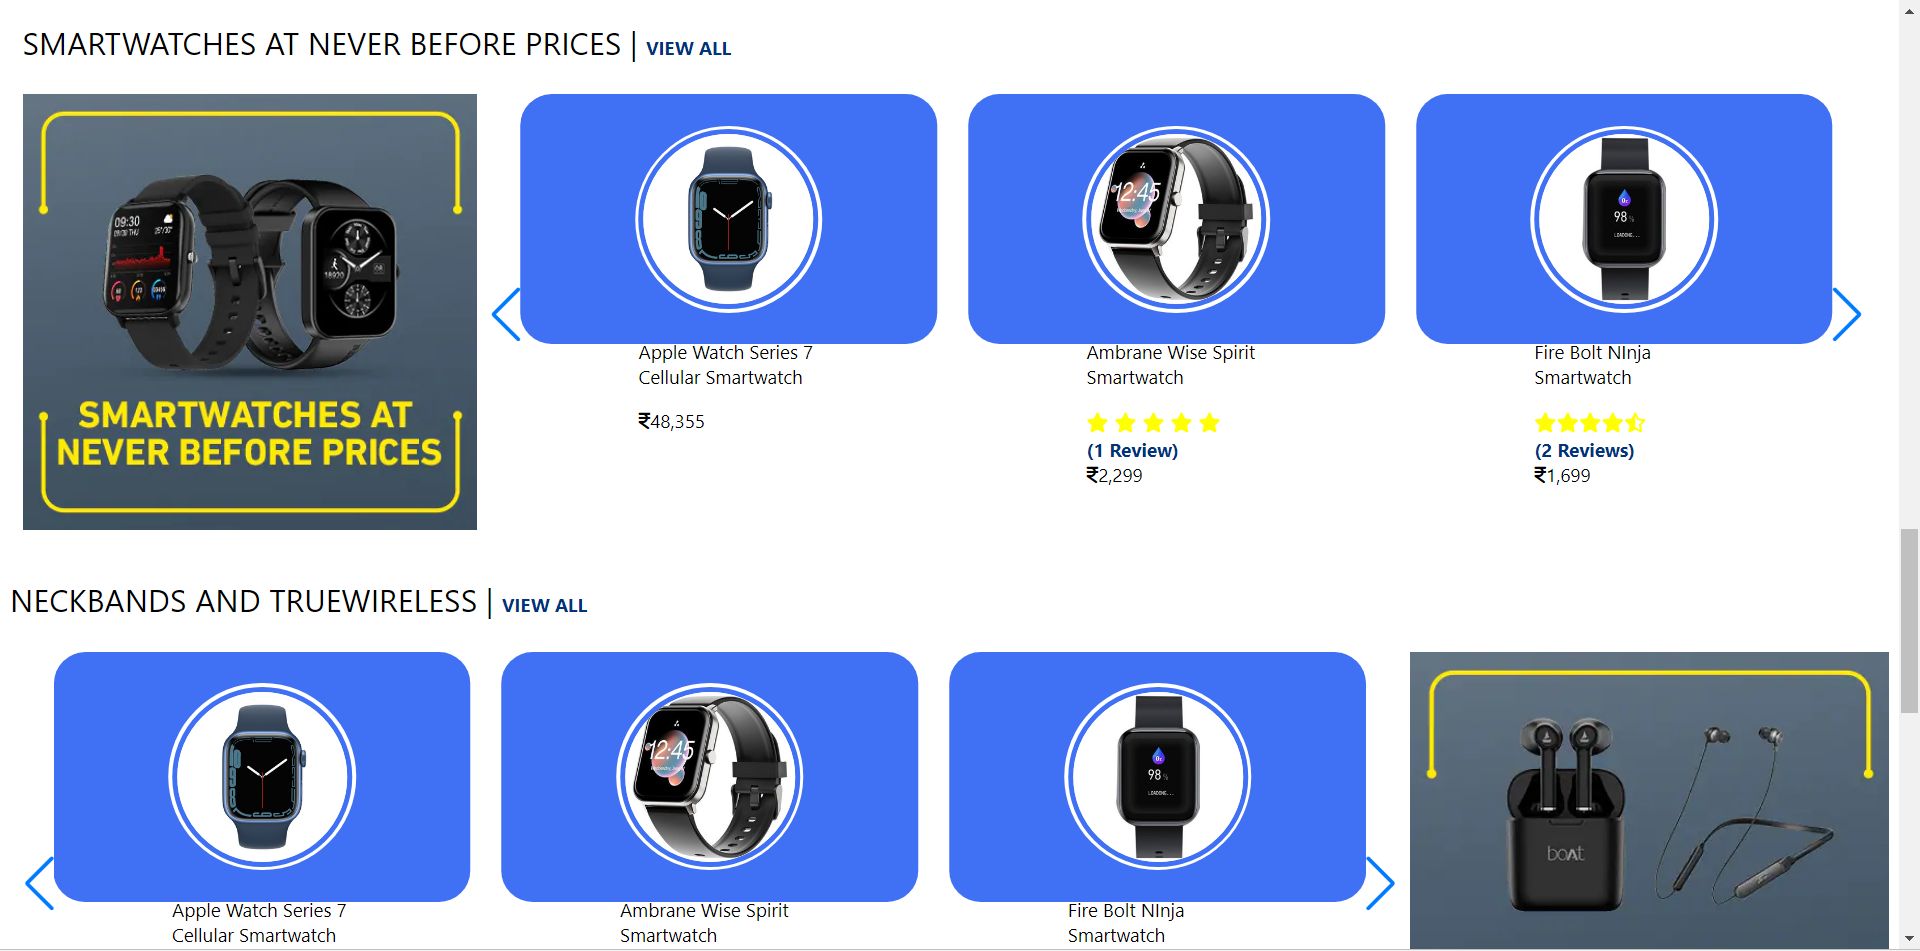 SMARTWATCHES AT NEVER BEFORE PRICES | VIEW ALL
09:30
SMARTWATCHES AT
NEVER BEFORE PRICES
Apple Watch Series 7
Cellular Smartwatch
₹48,355
12:45
Ambrane Wise Spirit
Smartwatch
(1 Review)
₹2,299
98 %
LOADING...
Fire Bolt NInja
Smartwatch
(2 Reviews)
₹1,699
NECKBANDS AND TRUEWIRELESS | VIEW ALL
Apple Watch Series 7
Cellular Smartwatch
12:45
Ambrane Wise Spirit
Smartwatch
98 %
LOADING...
Fire Bolt NInja
Smartwatch
boAt